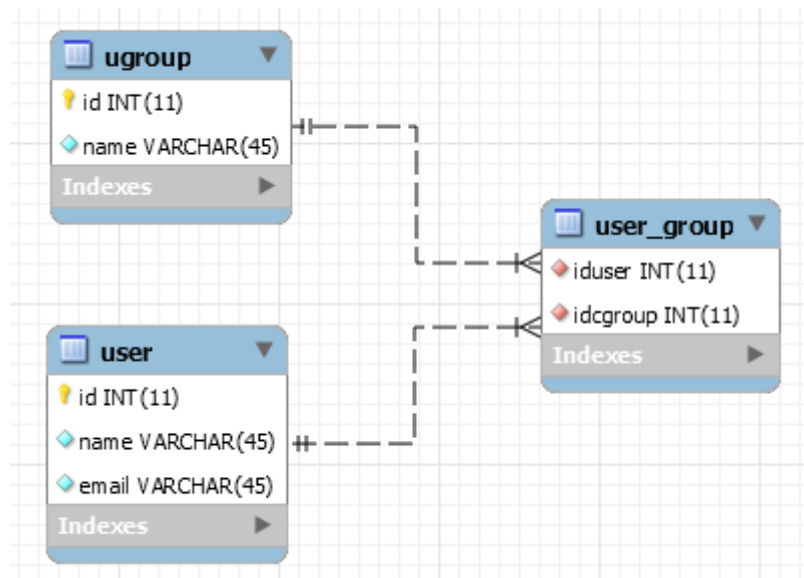 ugroup
id INT(11)
name VARCHAR(45)
Indexes
user_group
iduser INT(11)
idcgroup INT(11)
Indexes
user
id INT(11)
name VARCHAR(45)
email VARCHAR(45)
Indexes